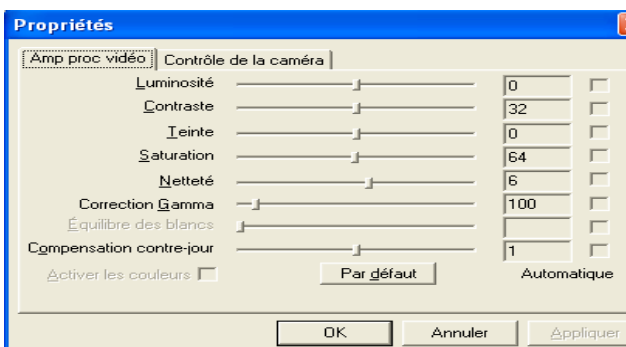 Propriétés
Amp proc vidéo Contrôle de la caméra
Luminosité 0
Contraste 32
Teinte 0
Saturation 64
Netteté 6
Correction Gamma 100
Équilibre des blancs
Compensation contre-jour 1
Activer les couleurs Par défaut Automatique
OK Annuler Appliquer